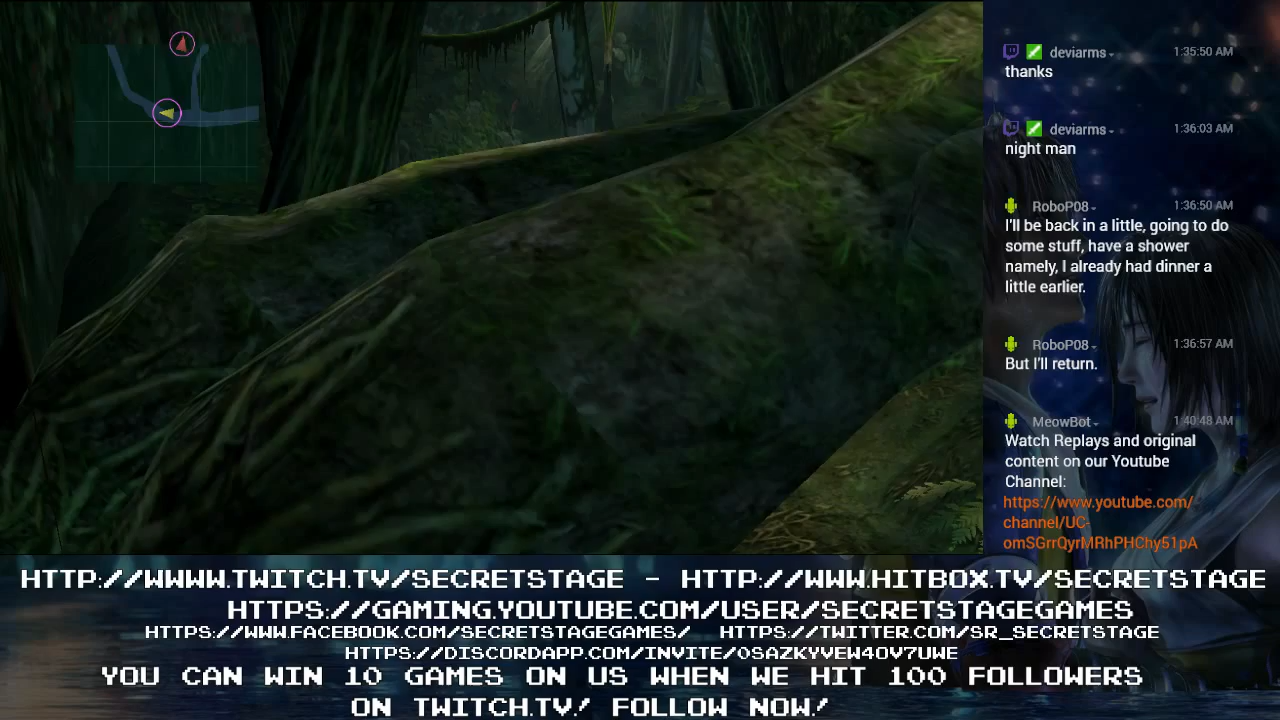 deviarms
1:35:50 AM
thanks
deviarms
1:36:03 AM
night man
RoboP08
1:36:50 AM
I'll be back in a little, going to do
some stuff, have a shower
namely, I already had dinner a
little earlier.
RoboP08
1:36:57 AM
But I'll return.
MeowBot
1:40:48 AM
Watch Replays and original
content on our Youtube
Channel:
https://www.youtube.com/
channel/UC-
omSGrrQyrMRhPHChy51pA
HTTP://WWWW.TWITCH.TV/SECRETSTAGE - HTTP://WWW.HITBOX.TV/SECRETSTAGE
HTTPS://GAMING.YOUTUBE.COM/USER/SECRETSTAGEGAMES
HTTPS://WWW.FACEBOOK.COM/SECRETSTAGEGAMES/ HTTPS://TWITTER.COM/SR_SECRETSTAGE
HTTPS://DISCORDAPP.COM/INVITE/0SAZKYVEW4OV7UWE
YOU CAN WIN 10 GAMES ON US WHEN WE HIT 100 FOLLOWERS
ON TWITCH.TV! FOLLOW NOW!